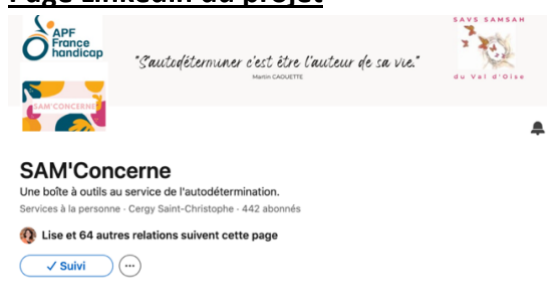 Page LinkedIn du projet
APF
France
handicap
"S'autodéterminer c'est être l'auteur de sa vie."
Martin CAOUETTE
SAVS SAMSAH
du Val d'Oise
SAM'CONCERNE
SAM'Concerne
Une boîte à outils au service de l'autodétermination.
Services à la personne · Cergy Saint-Christophe · 442 abonnés
Lise et 64 autres relations suivent cette page
✓ Suivi